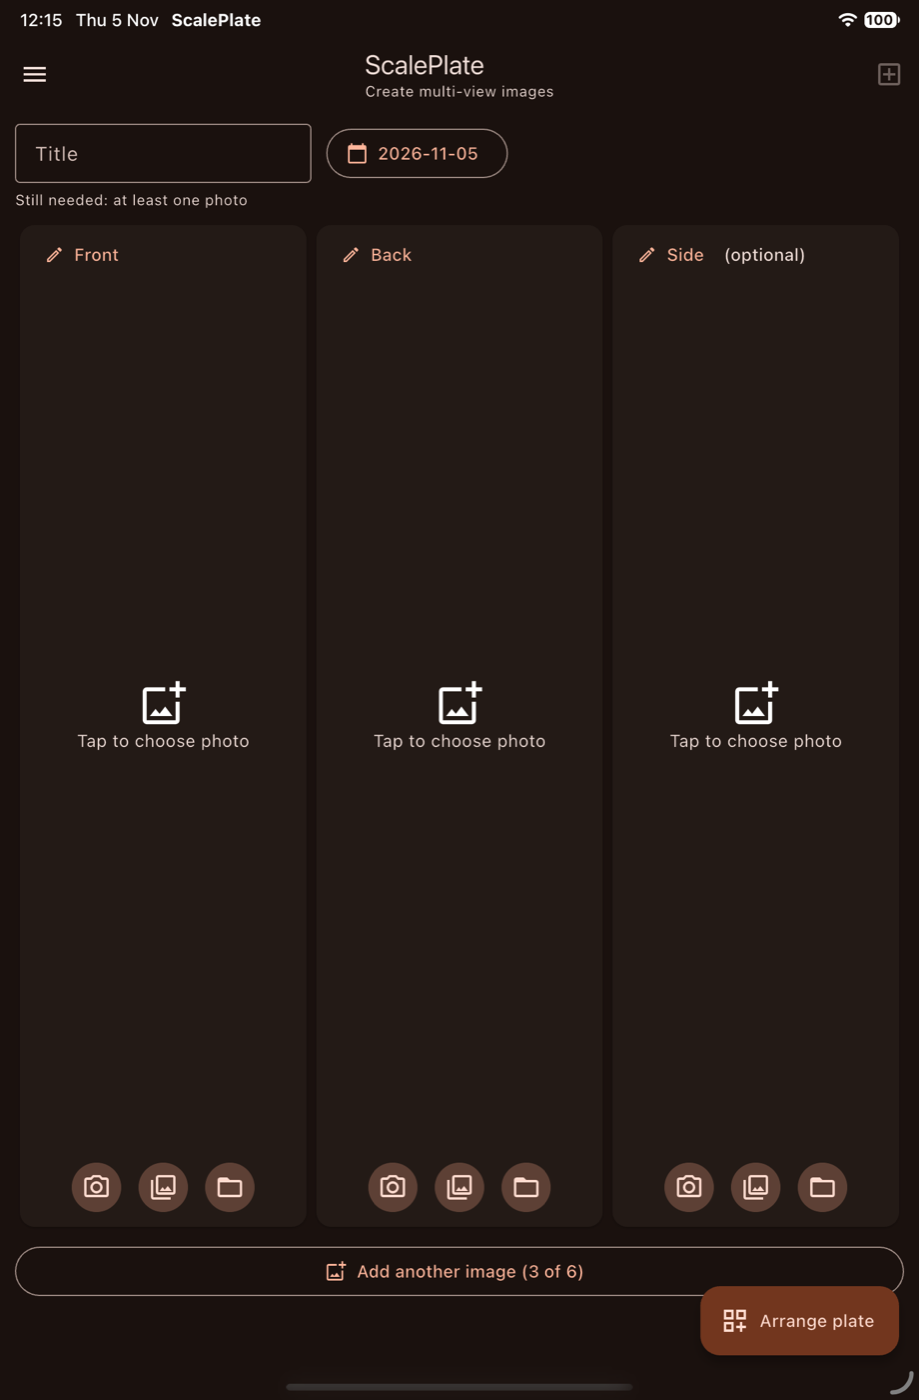 12:15 Thu 5 Nov ScalePlate
100
ScalePlate
Create multi-view images
Title
2026-11-05
Still needed: at least one photo
Front
Back
Side (optional)
Tap to choose photo
Tap to choose photo
Tap to choose photo
Add another image (3 of 6)
Arrange plate